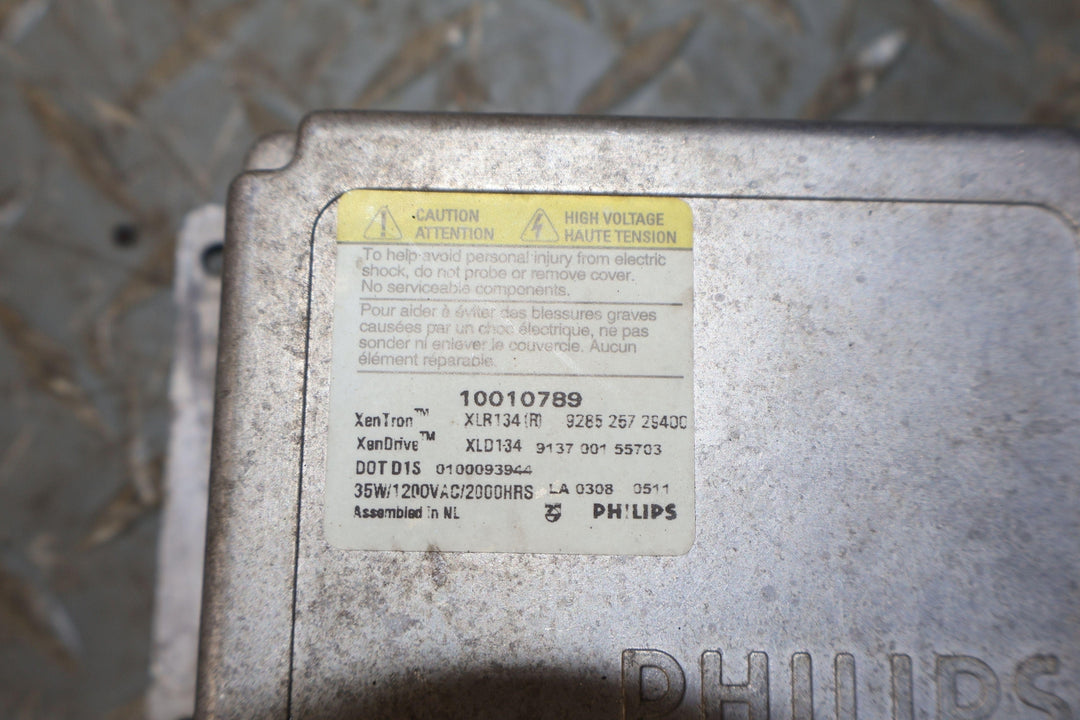 CAUTION
ATTENTION
HIGH VOLTAGE
HAUTE TENSION
To help avoid personal injury from electric
shock, do not probe or remove cover.
No serviceable components.
Pour aider à éviter des blessures graves
causées par un choc électrique, ne pas
sonder ni enlever le couvercle. Aucun
élément réparable.
10010789
XenTron™ XLR134(R) 9285 267 29400
XenDrive™ XLD134 9137 001 55703
DOT D1S 0100093944
35W/1200VAC/2000HRS LA 0308 0511
Assembled in NL PHILIPS
PHILIPS